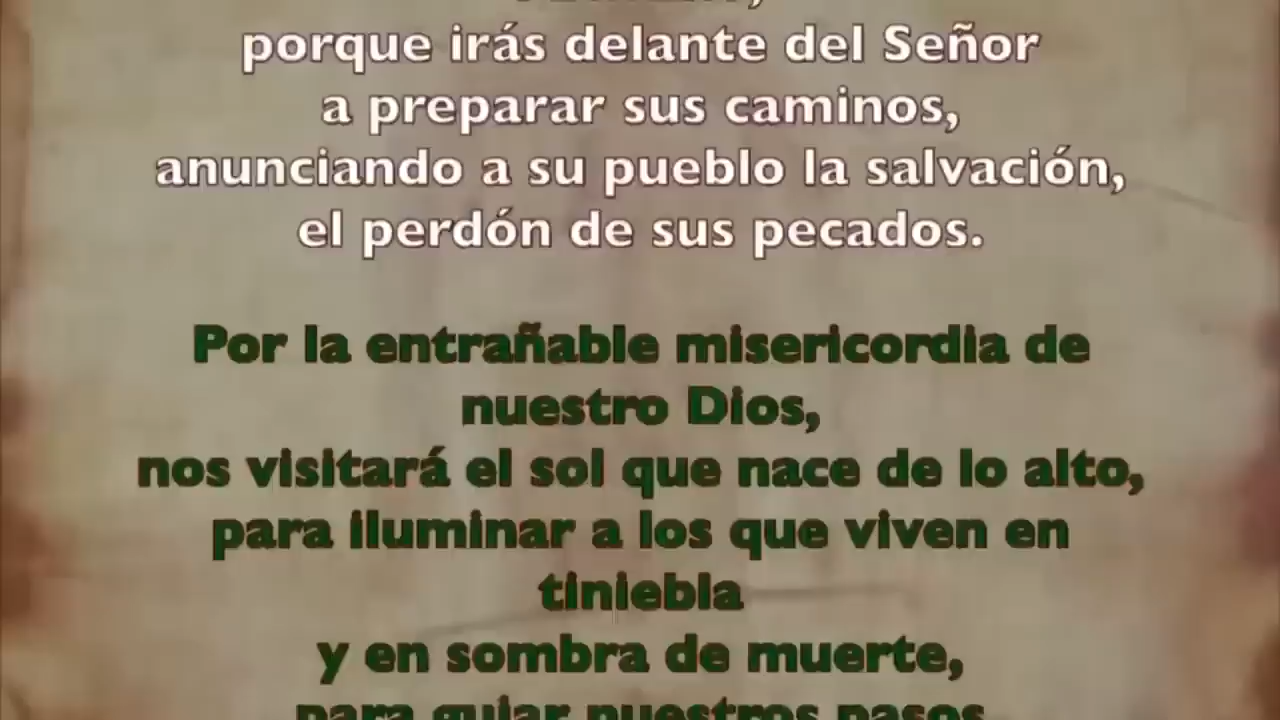 porque irás delante del Señor
a preparar sus caminos,
anunciando a su pueblo la salvación,
el perdón de sus pecados.
Por la entrañable misericordia de
nuestro Dios,
nos visitará el sol que nace de lo alto,
para iluminar a los que viven en
tiniebla
y en sombra de muerte,
para guiar nuestros pasos